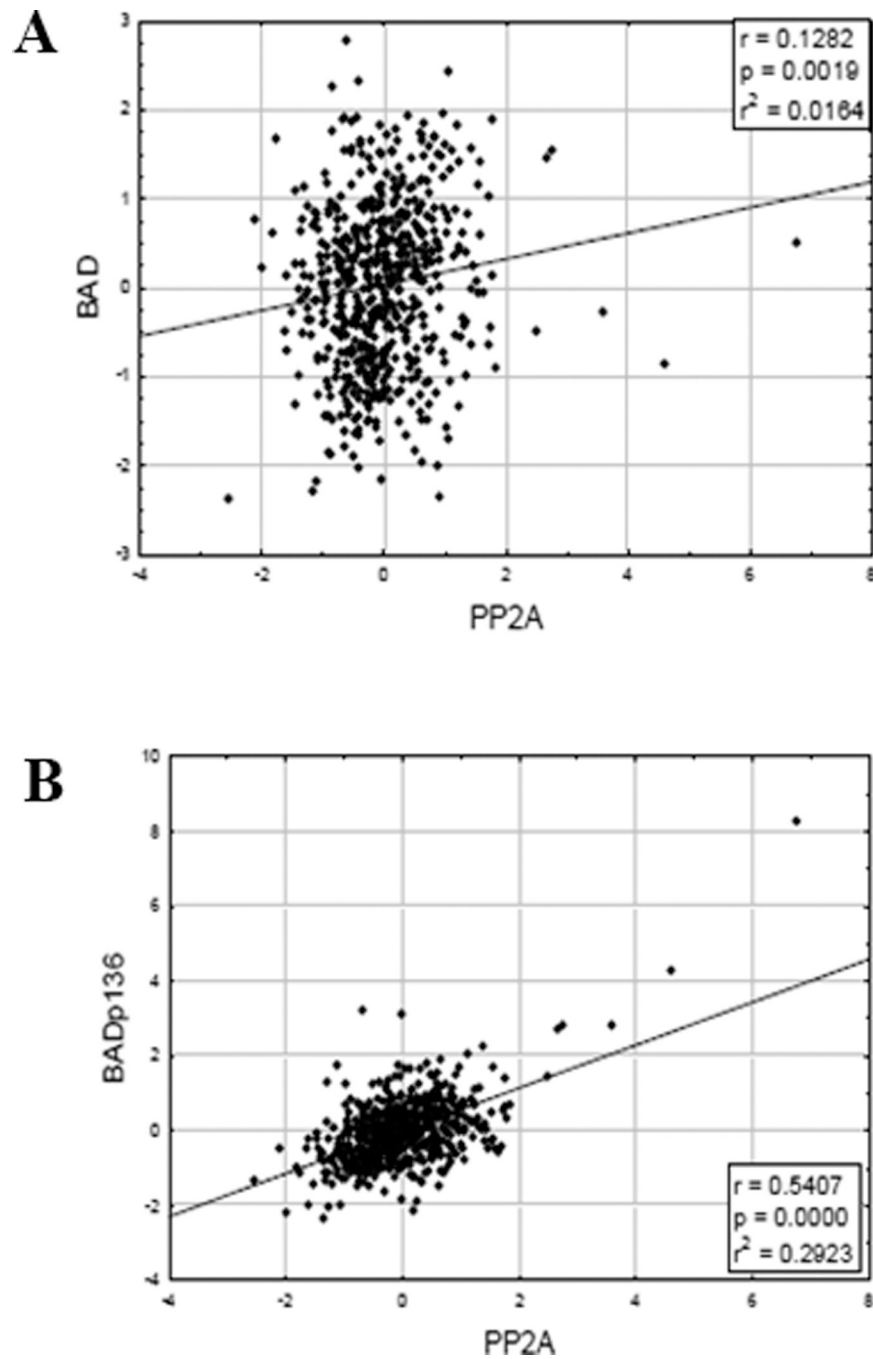 A
r = 0.1282
p = 0.0019
r² = 0.0164
3
2
1
0
-1
-2
-3
BAD
-4
-2
0
2
4
6
8
PP2A
B
10
8
6
4
2
0
-2
-4
BADp136
r = 0.5407
p = 0.0000
r² = 0.2923
-4
-2
0
2
4
6
8
PP2A